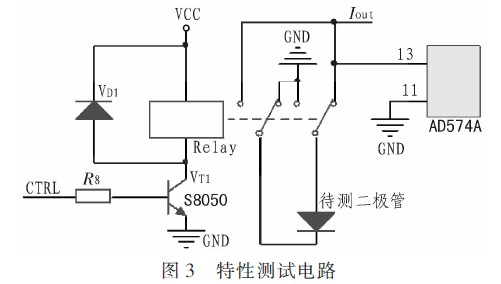 VCC
Iout
GND
13
VD1
11
AD574A
GND
Relay
VT1
CTRL
R8
S8050
待测二极管
GND
图 3 特性测试电路